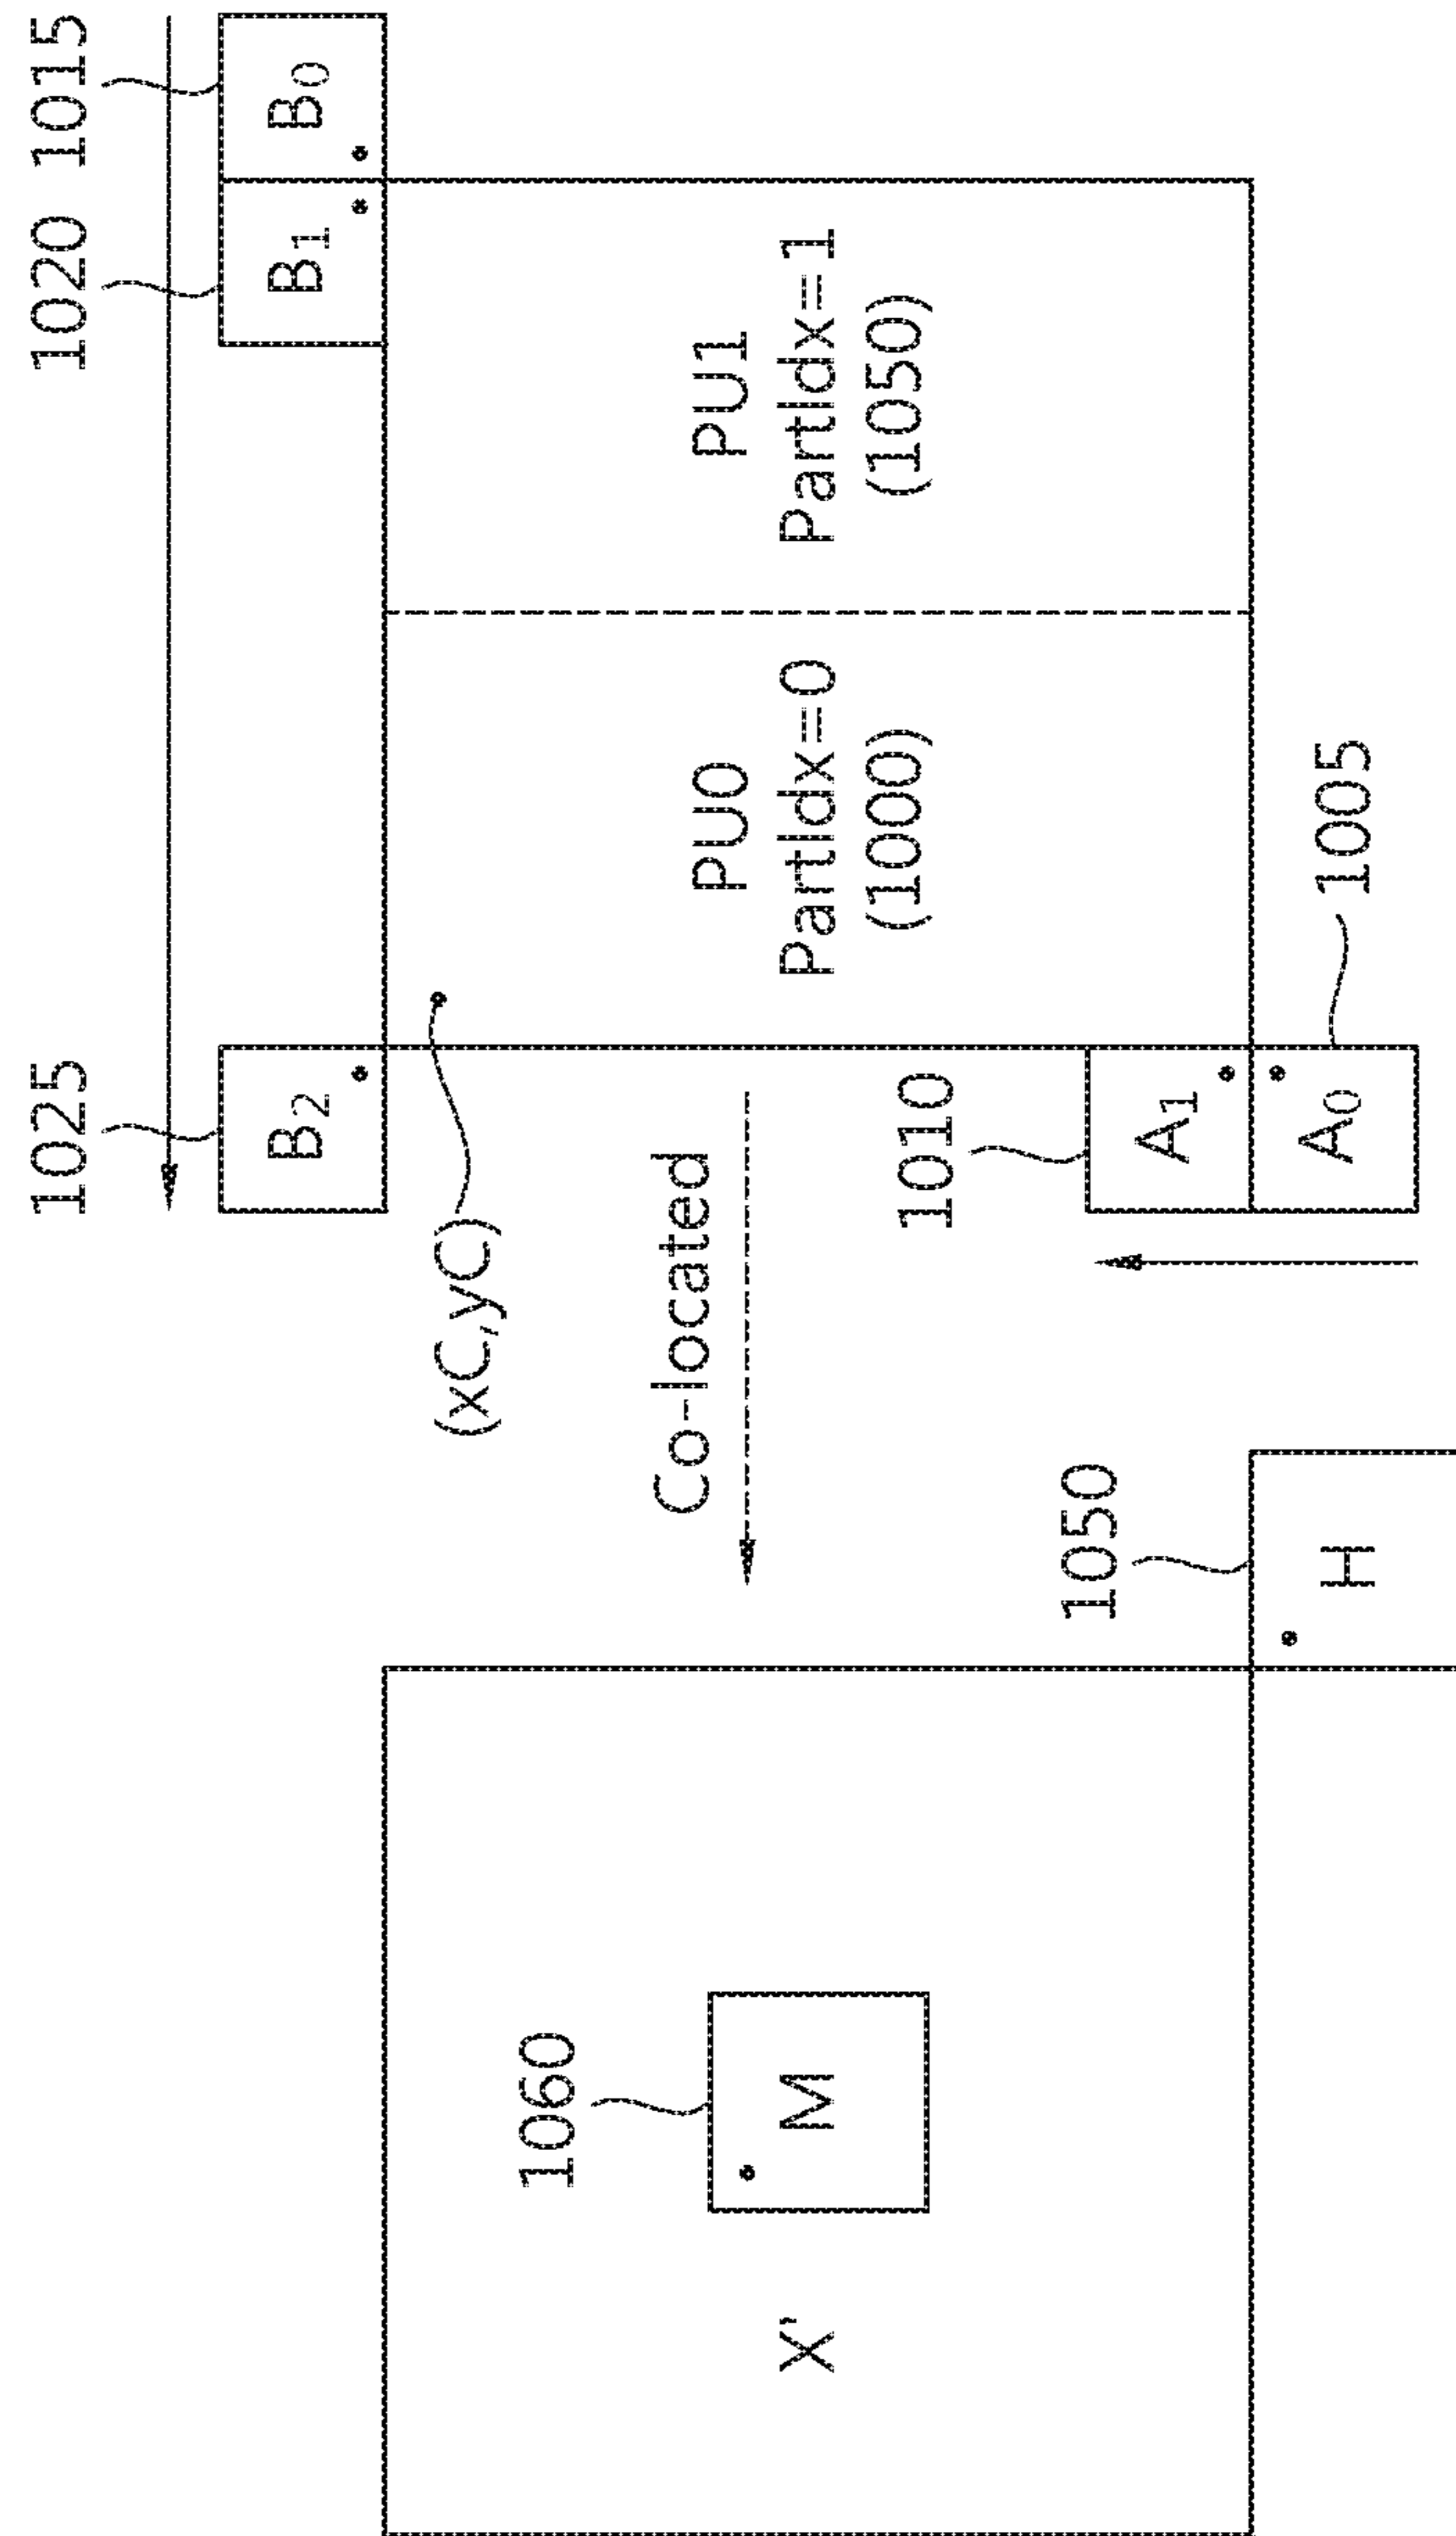 1025 1020 1015
B2 B1 B0
(xC,yC)
1060
Co-located
PU0
PartIdx=0
(1000)
PU1
PartIdx=1
(1050)
X' M
1010
1050
A1
H A0 1005